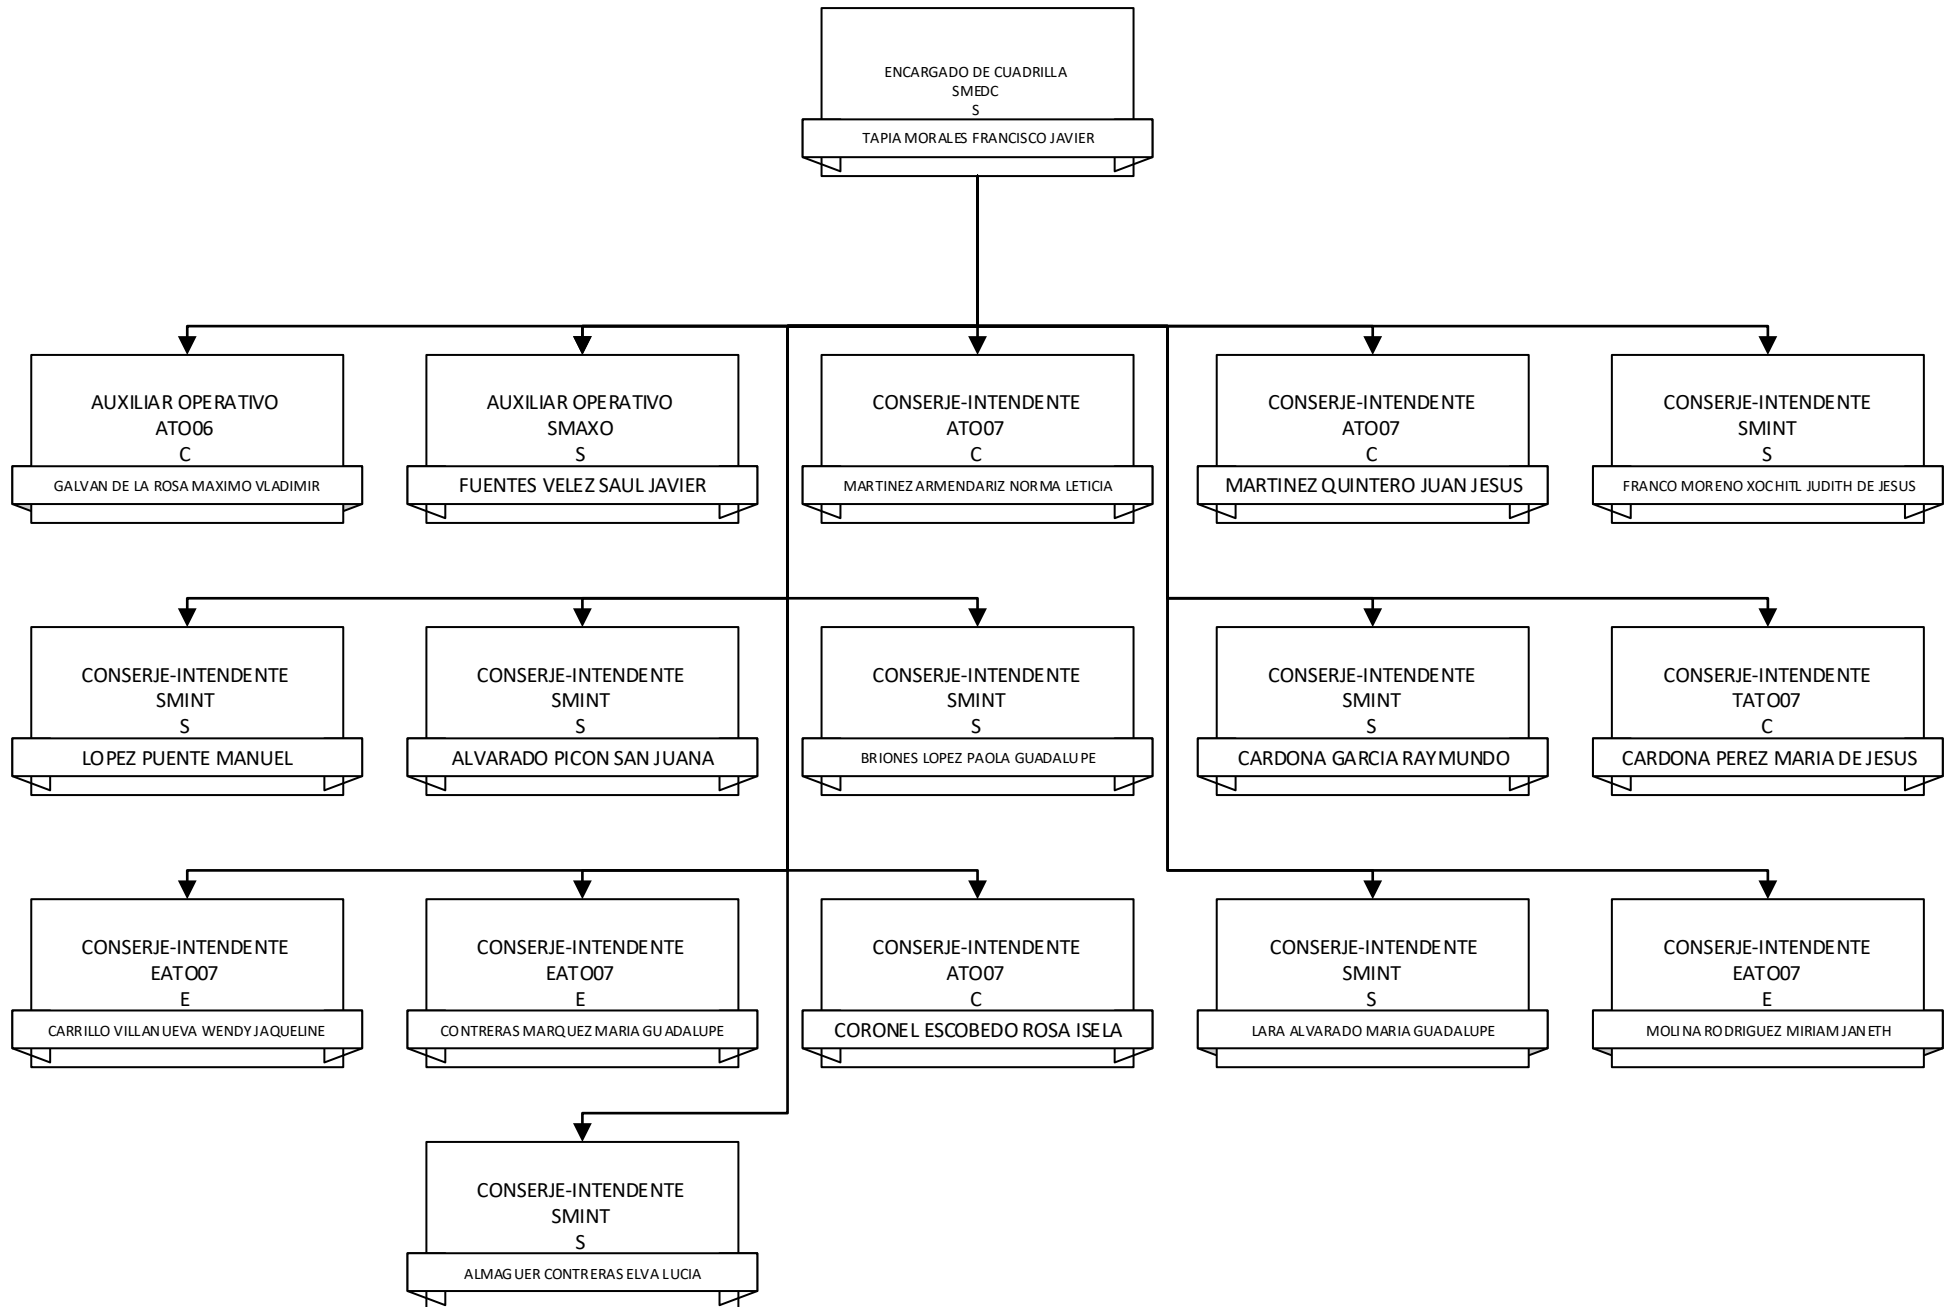 ENCARGADO DE CUADRILLA
SMEDC
S
TAPIA MORALES FRANCISCO JAVIER
AUXILIAR OPERATIVO
ATO06
C
GALVAN DE LA ROSA MAXIMO VLADIMIR
AUXILIAR OPERATIVO
SMAXO
S
FUENTES VELEZ SAUL JAVIER
CONSERJE-INTENDENTE
ATO07
C
MARTINEZ ARMENDARIZ NORMA LETICIA
CONSERJE-INTENDENTE
ATO07
C
MARTINEZ QUINTERO JUAN JESUS
CONSERJE-INTENDENTE
SMINT
S
FRANCO MORENO XOCHITL JUDITH DE JESUS
CONSERJE-INTENDENTE
SMINT
S
LOPEZ PUENTE MANUEL
CONSERJE-INTENDENTE
SMINT
S
ALVARADO PICON SAN JUANA
CONSERJE-INTENDENTE
SMINT
S
BRIONES LOPEZ PAOLA GUADALUPE
CONSERJE-INTENDENTE
SMINT
S
CARDONA GARCIA RAYMUNDO
CONSERJE-INTENDENTE
TATO07
C
CARDONA PEREZ MARIA DE JESUS
CONSERJE-INTENDENTE
EATO07
E
CARRILLO VILLANUEVA WENDY JAQUELINE
CONSERJE-INTENDENTE
EATO07
E
CONTRERAS MARQUEZ MARIA GUADALUPE
CONSERJE-INTENDENTE
ATO07
C
CORONEL ESCOBEDO ROSA ISELA
CONSERJE-INTENDENTE
SMINT
S
LARA ALVARADO MARIA GUADALUPE
CONSERJE-INTENDENTE
EATO07
E
MOLINA RODRIGUEZ MIRIAM JANETH
CONSERJE-INTENDENTE
SMINT
S
ALMAGUER CONTRERAS ELVA LUCIA